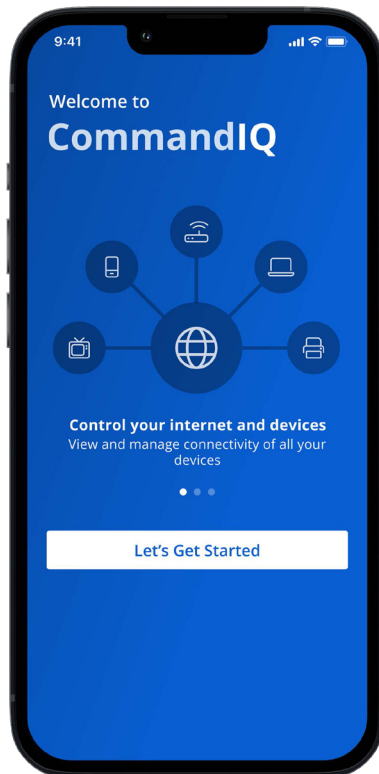 9:41
Welcome to
CommandIQ
Control your internet and devices
View and manage connectivity of all your
devices
Let’s Get Started